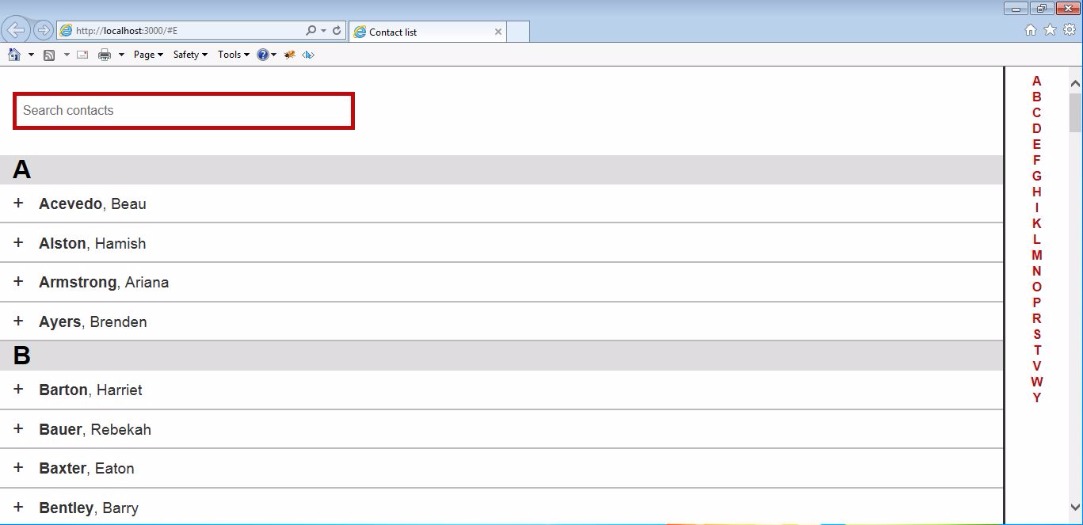 http://localhost:3000/#E
Contact list
Page
Safety
Tools
Search contacts
A
+ Acevedo, Beau
+ Alston, Hamish
+ Armstrong, Ariana
+ Ayers, Brenden
B
+ Barton, Harriet
+ Bauer, Rebekah
+ Baxter, Eaton
+ Bentley, Barry
A
B
C
D
E
F
G
H
I
K
L
M
N
O
P
R
S
T
V
W
Y